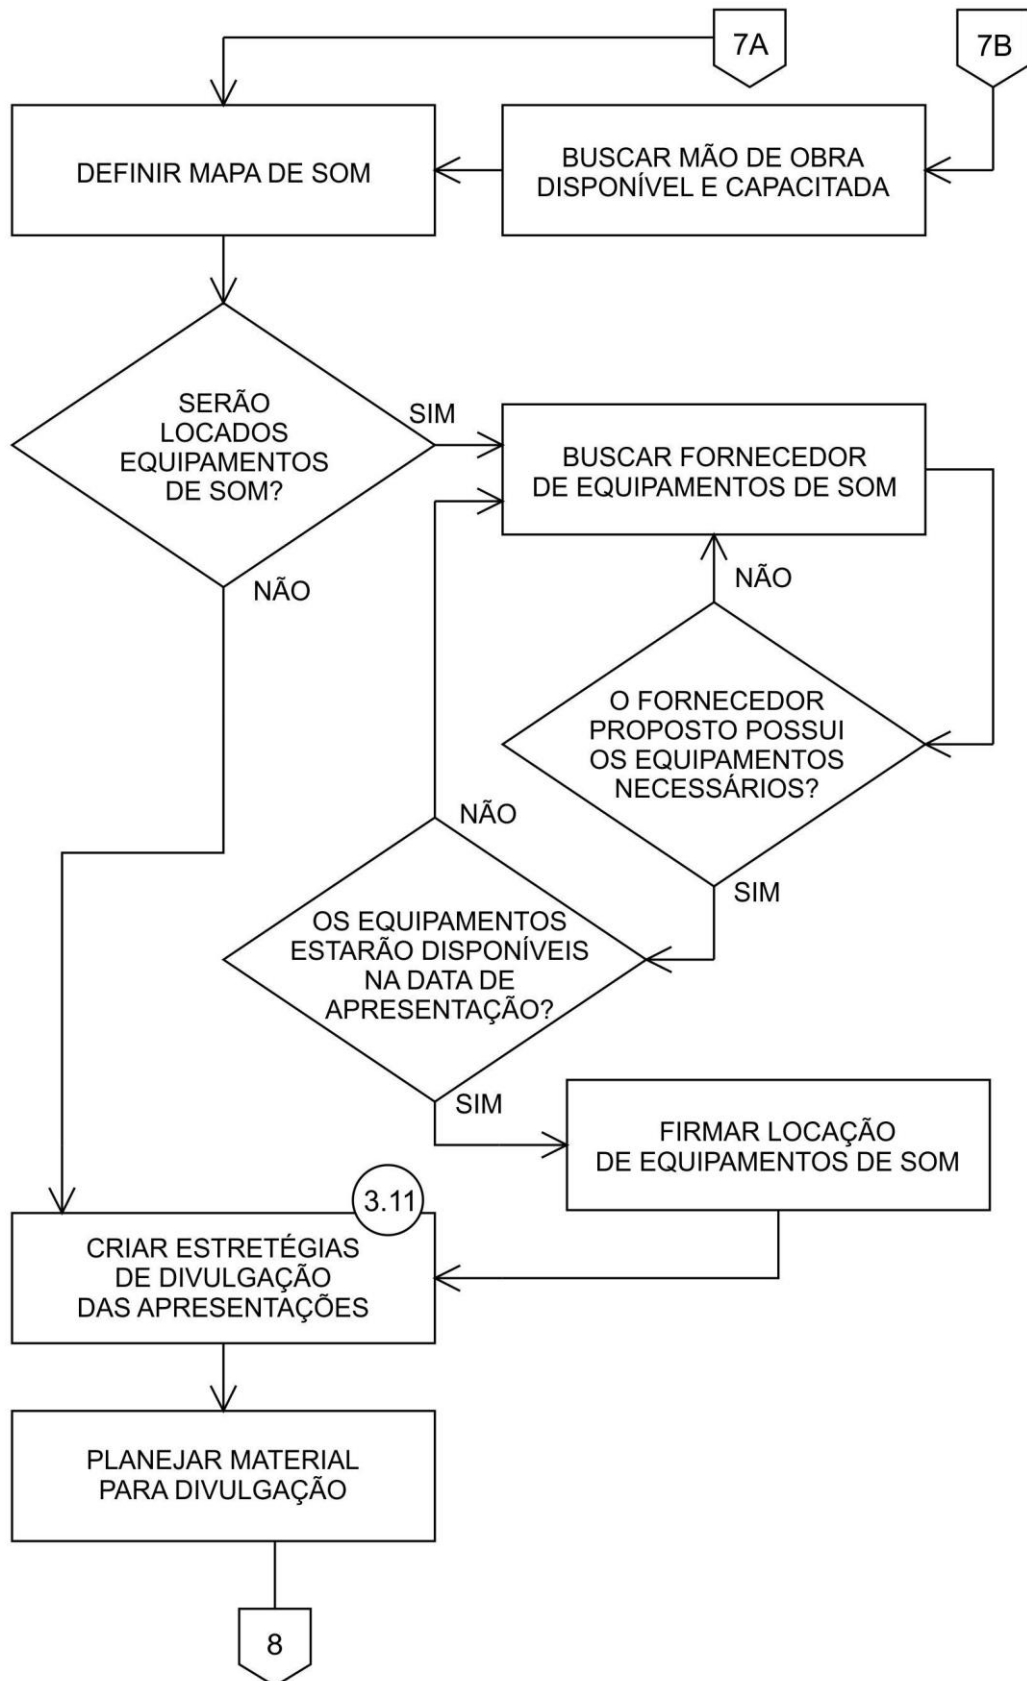 7A
7B
DEFINIR MAPA DE SOM
BUSCAR MÃO DE OBRA
DISPONÍVEL E CAPACITADA
SERÃO
LOCADOS
EQUIPAMENTOS
DE SOM?
SIM
BUSCAR FORNECEDOR
DE EQUIPAMENTOS DE SOM
NÃO
NÃO
O FORNECEDOR
PROPOSTO POSSUI
OS EQUIPAMENTOS
NECESSÁRIOS?
NÃO
SIM
OS EQUIPAMENTOS
ESTARÃO DISPONÍVEIS
NA DATA DE
APRESENTAÇÃO?
SIM
FIRMAR LOCAÇÃO
DE EQUIPAMENTOS DE SOM
3.11
CRIAR ESTRETÉGIAS
DE DIVULGAÇÃO
DAS APRESENTAÇÕES
PLANEJAR MATERIAL
PARA DIVULGAÇÃO
8